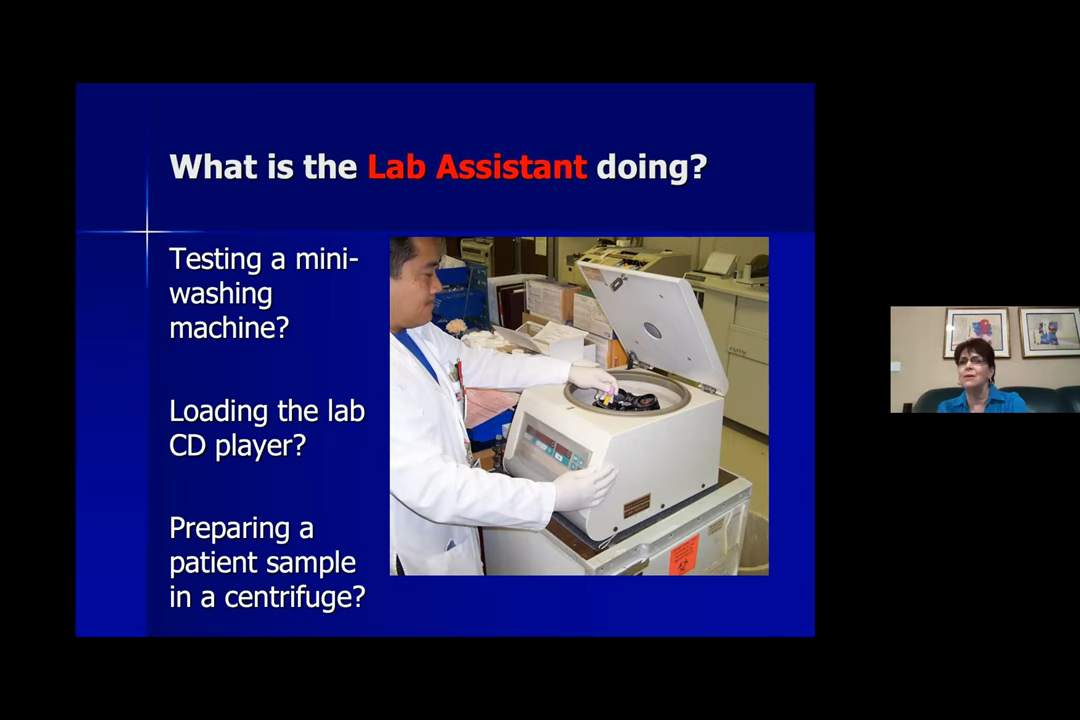 What is the Lab Assistant doing?
Testing a mini-
washing
machine?
Loading the lab
CD player?
Preparing a
patient sample
in a centrifuge?